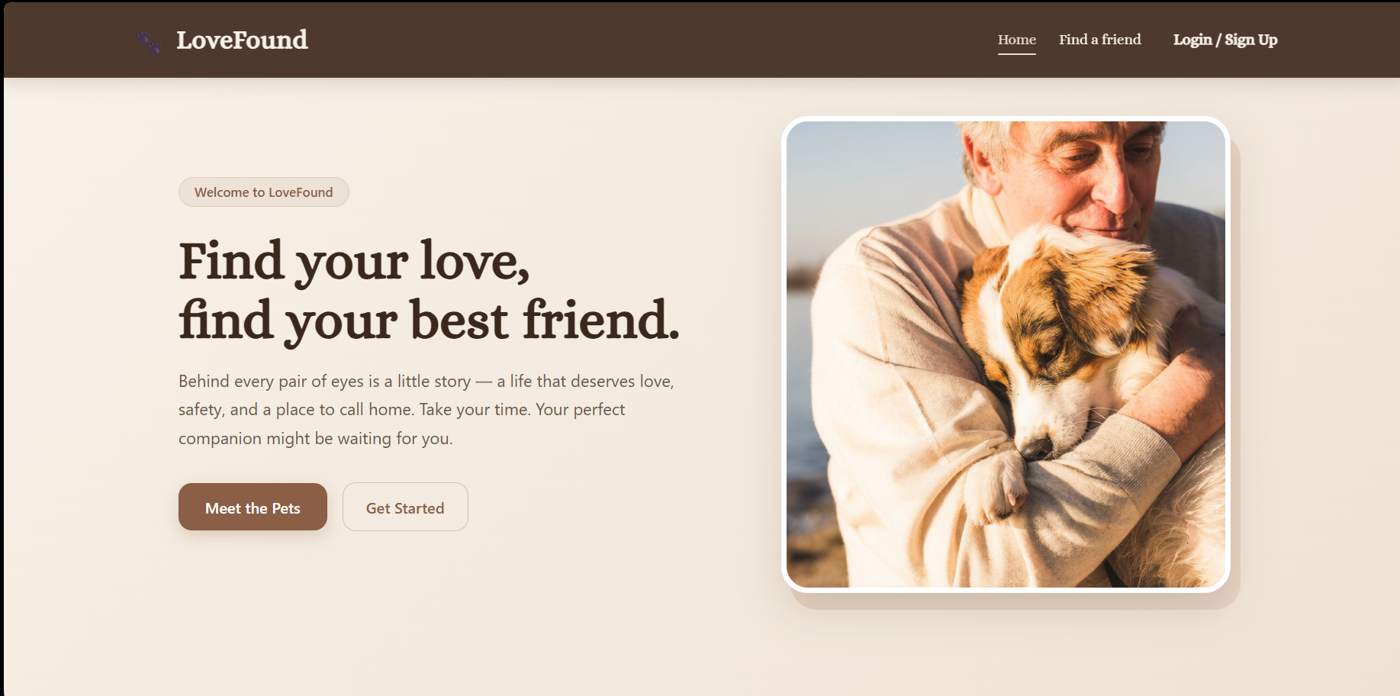 LoveFound
Home
Find a friend
Login / Sign Up
Welcome to LoveFound
Find your love,
find your best friend.
Behind every pair of eyes is a little story — a life that deserves love,
safety, and a place to call home. Take your time. Your perfect
companion might be waiting for you.
Meet the Pets
Get Started